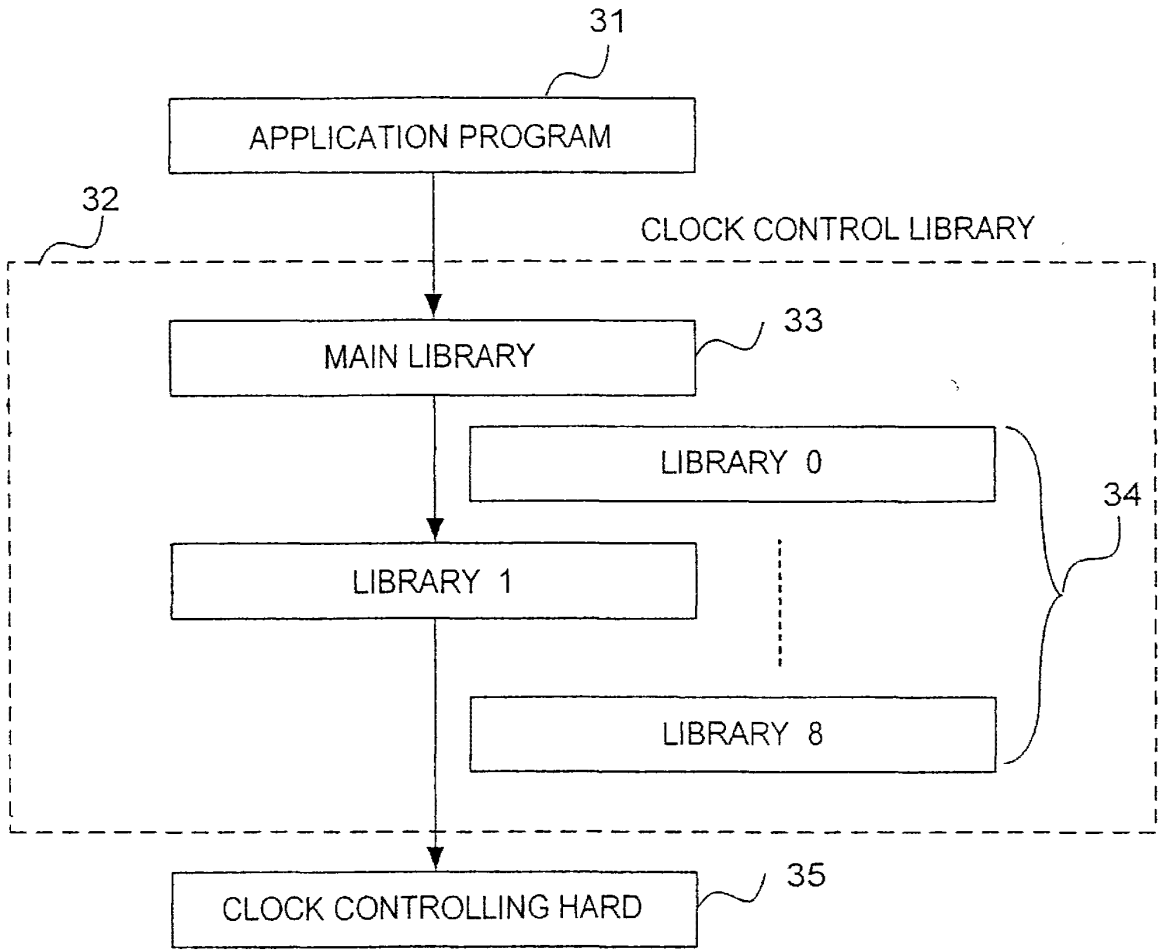 31
APPLICATION PROGRAM
32
CLOCK CONTROL LIBRARY
33
MAIN LIBRARY
LIBRARY 0
34
LIBRARY 1
LIBRARY 8
35
CLOCK CONTROLLING HARD